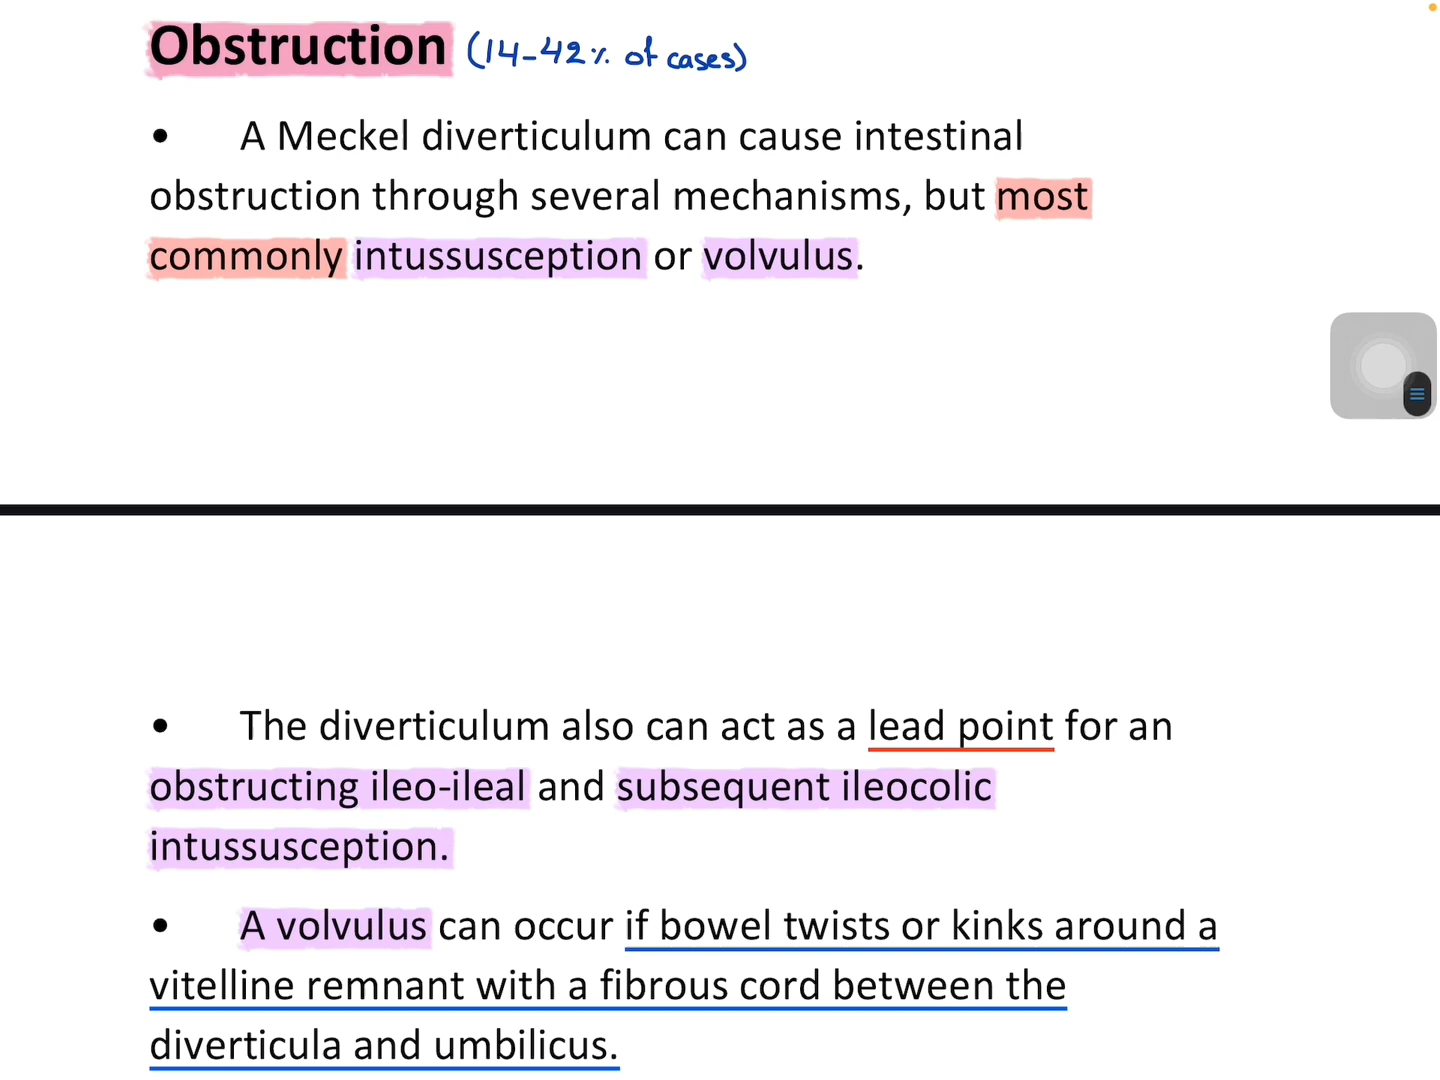 Obstruction (14-42% of cases)
• A Meckel diverticulum can cause intestinal
obstruction through several mechanisms, but most
commonly intussusception or volvulus.
• The diverticulum also can act as a lead point for an
obstructing ileo-ileal and subsequent ileocolic
intussusception.
• A volvulus can occur if bowel twists or kinks around a
vitelline remnant with a fibrous cord between the
diverticula and umbilicus.